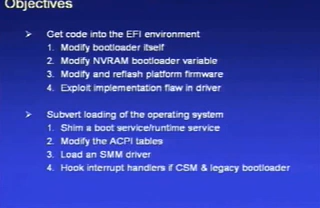 Objectives
➢ Get code into the EFI environment
1. Modify bootloader itself
2. Modify NVRAM bootloader variable
3. Modify and reflash platform firmware
4. Exploit implementation flaw in driver
➢ Subvert loading of the operating system
1. Shim a boot service/runtime service
2. Modify the ACPI tables
3. Load an SMM driver
4. Hook interrupt handlers if CSM & legacy bootloader